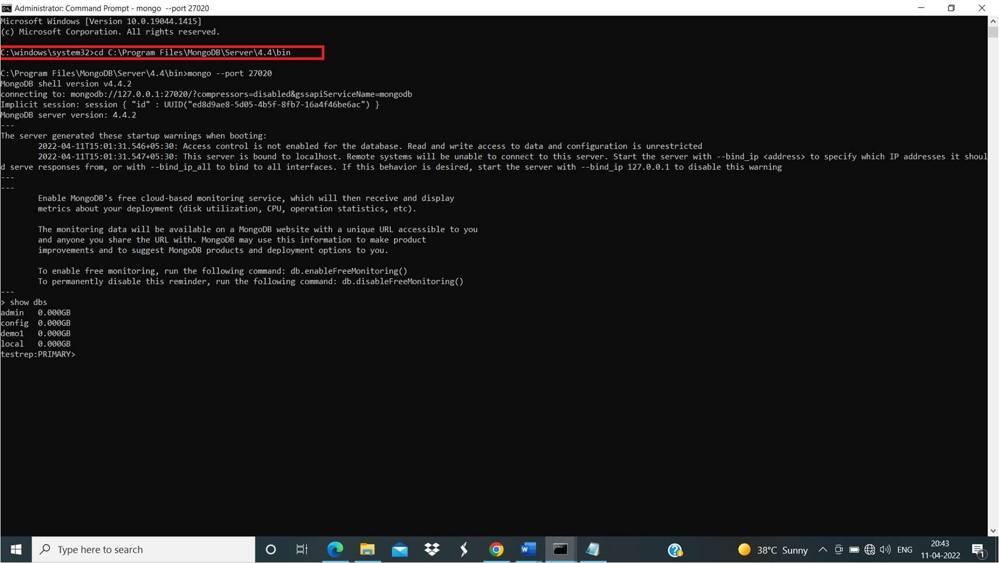 Administrator: Command Prompt - mongo  --port 27020
Microsoft Windows [Version 10.0.19044.1415]
(c) Microsoft Corporation. All rights reserved.
C:\windows\system32>cd C:\Program Files\MongoDB\Server\4.4\bin
C:\Program Files\MongoDB\Server\4.4\bin>mongo --port 27020
MongoDB shell version v4.4.2
connecting to: mongodb://127.0.0.1:27020/?compressors=disabled&gssapiServiceName=mongodb
Implicit session: session { "id" : UUID("ed8d9ae8-5d05-4b5f-8fb7-16a4f46be6ac") }
MongoDB server version: 4.4.2
---
The server generated these startup warnings when booting:
        2022-04-11T15:01:31.546+05:30: Access control is not enabled for the database. Read and write access to data and configuration is unrestricted
        2022-04-11T15:01:31.547+05:30: This server is bound to localhost. Remote systems will be unable to connect to this server. Start the server with --bind_ip <address> to specify which IP addresses it shoul
d serve responses from, or with --bind_ip_all to bind to all interfaces. If this behavior is desired, start the server with --bind_ip 127.0.0.1 to disable this warning
---
---
        Enable MongoDB's free cloud-based monitoring service, which will then receive and display
        metrics about your deployment (disk utilization, CPU, operation statistics, etc).
        The monitoring data will be available on a MongoDB website with a unique URL accessible to you
        and anyone you share the URL with. MongoDB may use this information to make product
        improvements and to suggest MongoDB products and deployment options to you.
        To enable free monitoring, run the following command: db.enableFreeMonitoring()
        To permanently disable this reminder, run the following command: db.disableFreeMonitoring()
---
> show dbs
admin   0.000GB
config  0.000GB
demo1   0.000GB
local   0.000GB
testrep:PRIMARY>
Type here to search
38°C Sunny
ENG
20:43
11-04-2022
1